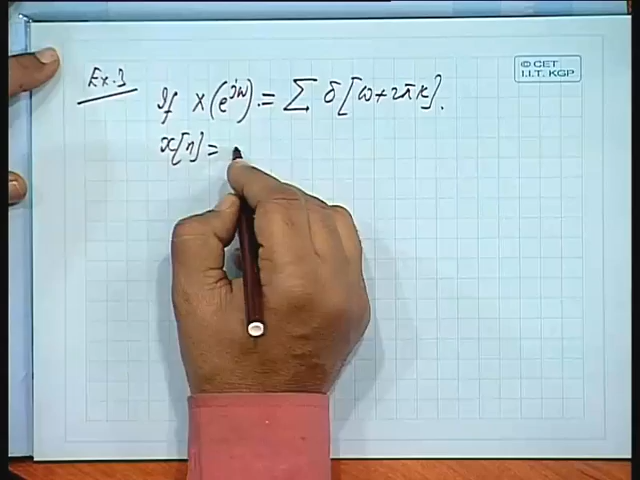 Ex. 3
If X(e^{jω}) = Σ δ[ω+2πk].
x[n] =
© CET
I.I.T. KGP